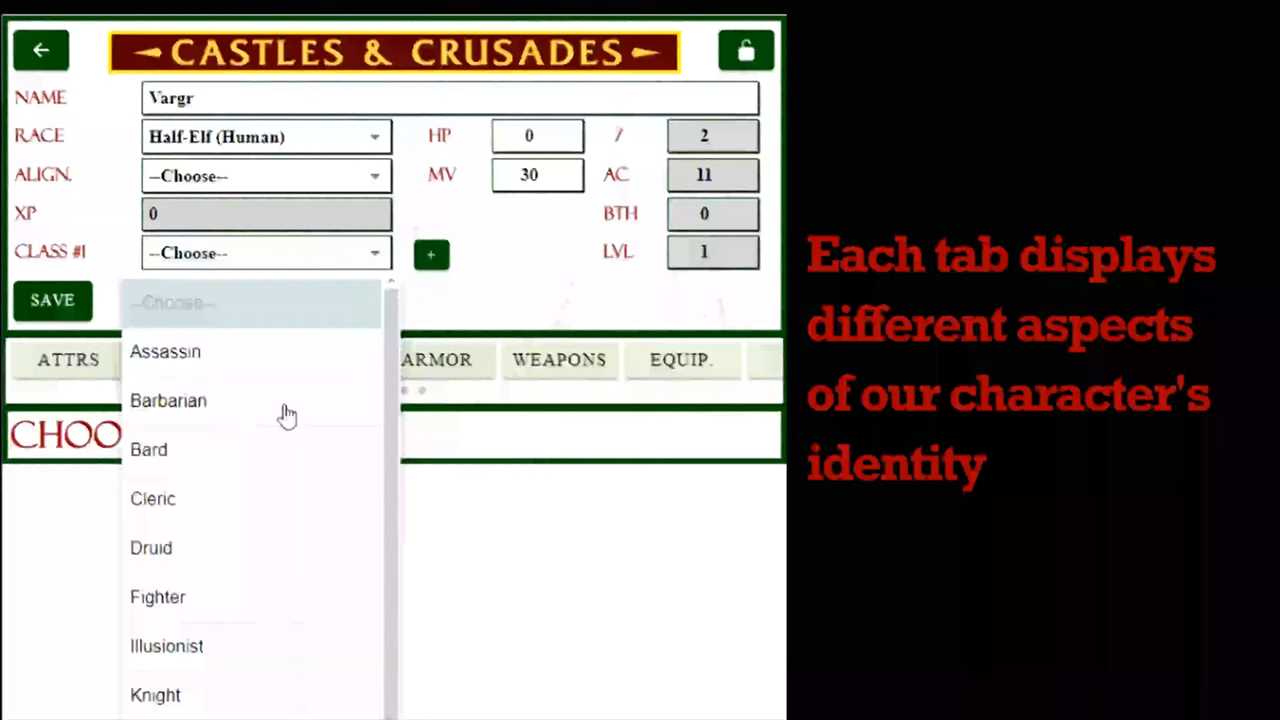 CASTLES & CRUSADES
NAME Vargr
RACE Half-Elf (Human) HP 0 / 2
ALIGN. --Choose-- MV 30 AC 11
XP 0 BTH 0
CLASS #1 --Choose-- + LVL 1
SAVE
--Choose--
Assassin
ATTRS ARMOR WEAPONS EQUIP.
Barbarian
CHOO
Bard
Cleric
Druid
Fighter
Illusionist
Knight
Each tab displays
different aspects
of our character's
identity